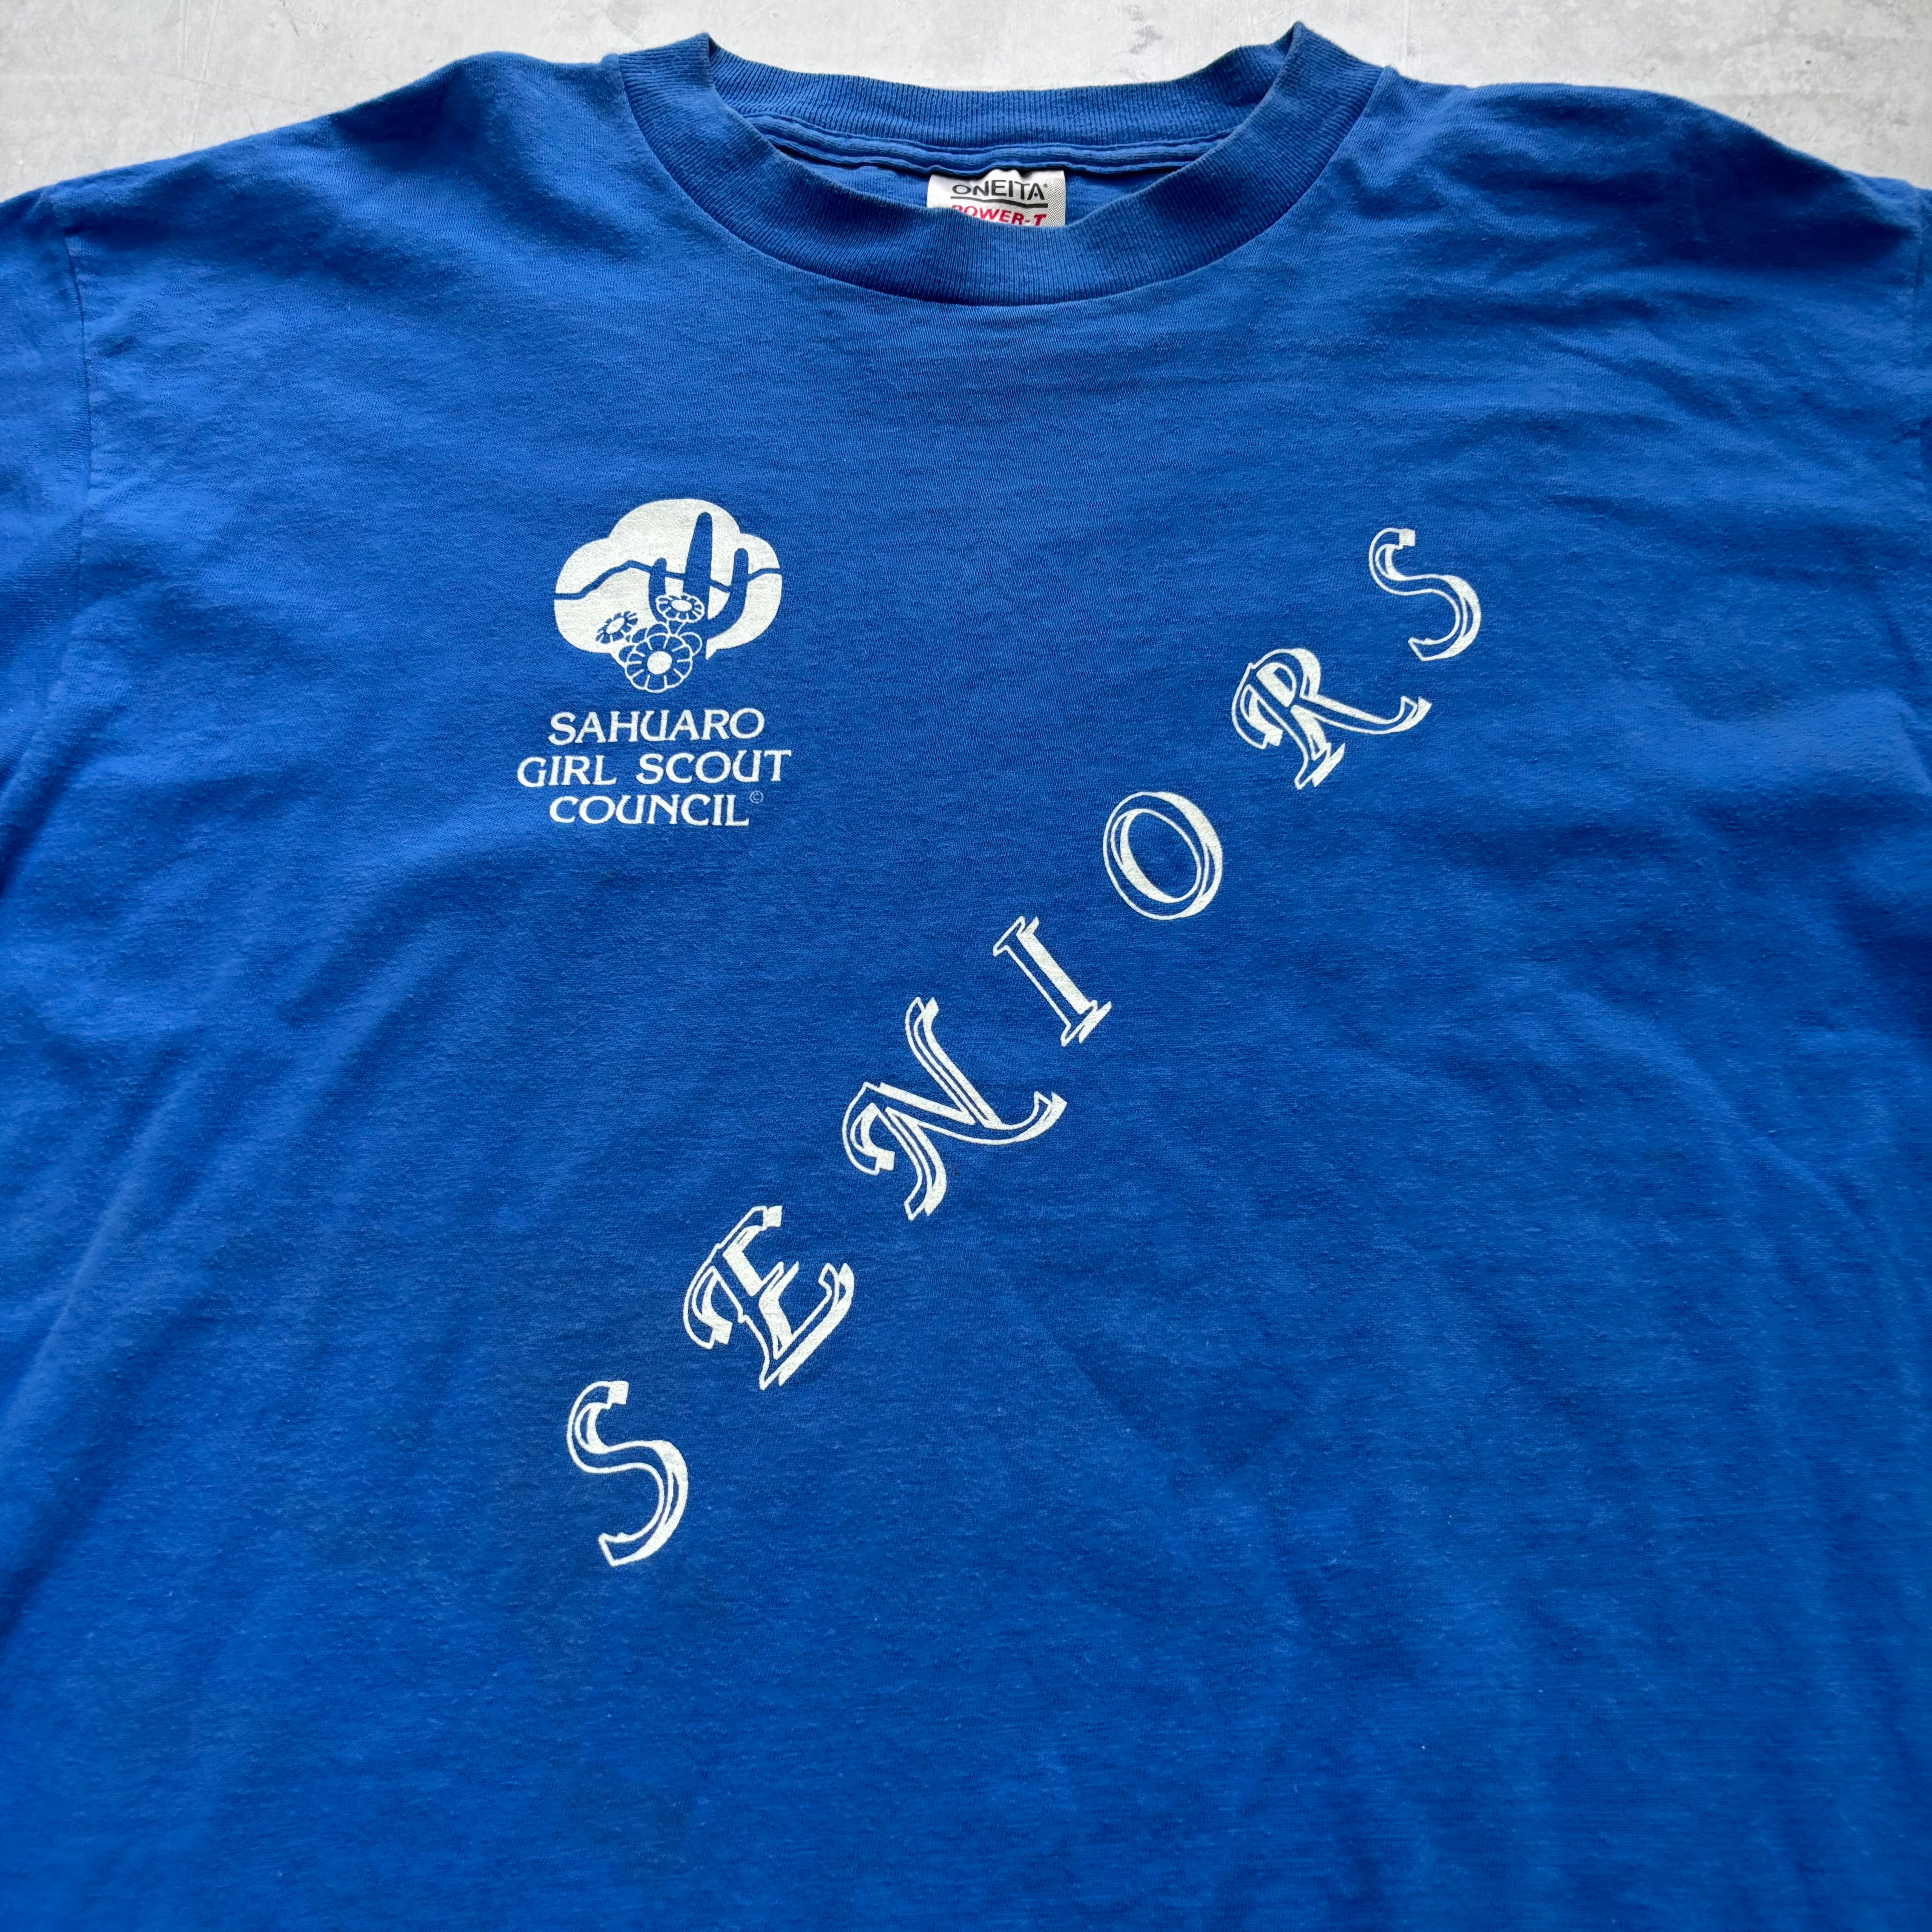 ONEITA®
POWER-T
SAHUARO
GIRL SCOUT
COUNCIL©
SENIORS